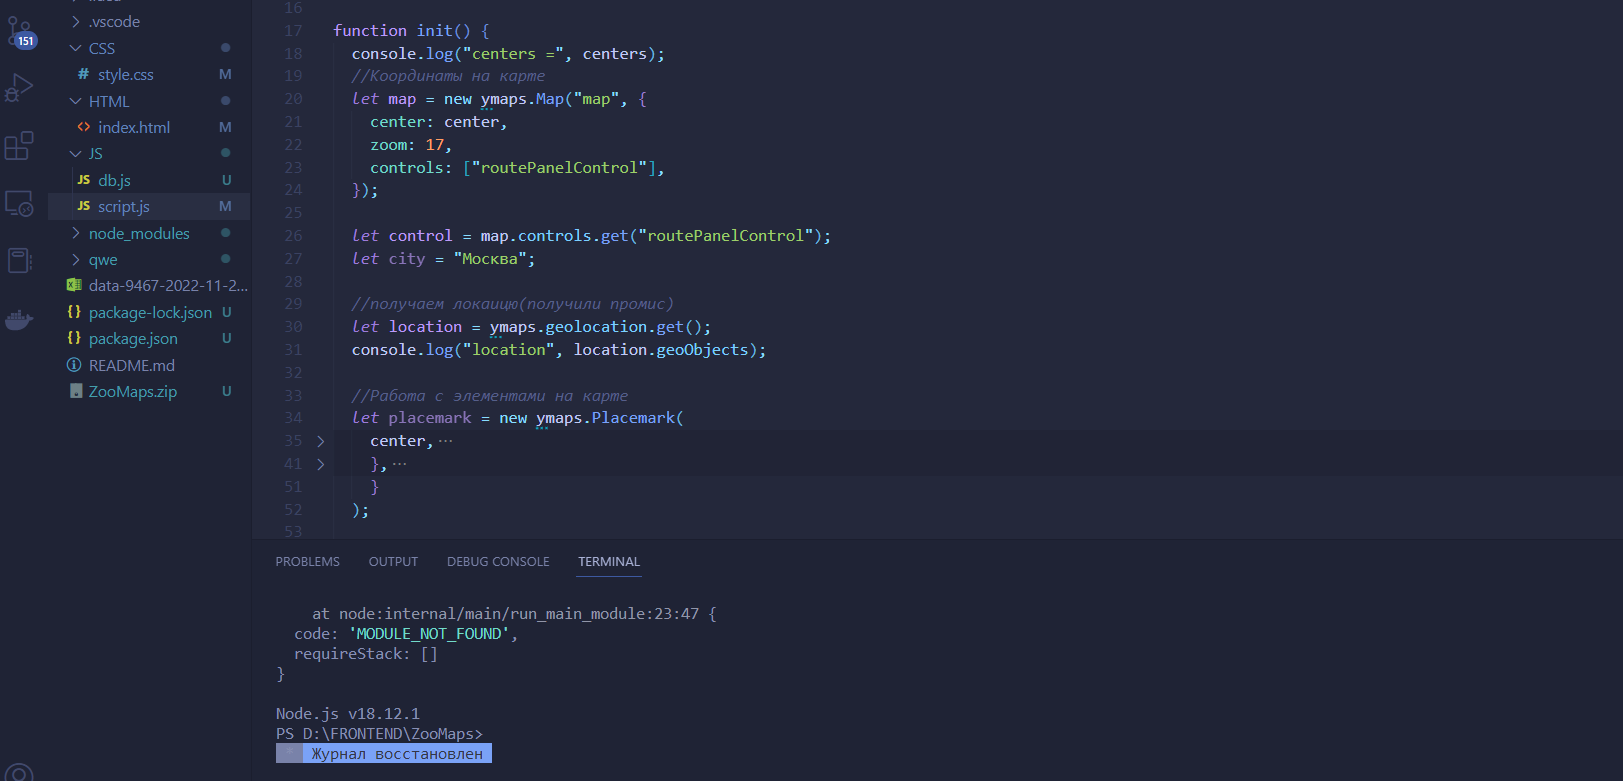 151
.vscode
CSS
# style.css M
HTML
<> index.html M
JS
JS db.js U
JS script.js M
node_modules
qwe
data-9467-2022-11-2...
{} package-lock.json U
{} package.json U
README.md
ZooMaps.zip U
16
17 function init() {
18 console.log("centers =", centers);
19 //Координаты на карте
20 let map = new ymaps.Map("map", {
21 center: center,
22 zoom: 17,
23 controls: ["routePanelControl"],
24 });
25
26 let control = map.controls.get("routePanelControl");
27 let city = "Москва";
28
29 //получаем локаицю(получили промис)
30 let location = ymaps.geolocation.get();
31 console.log("location", location.geoObjects);
32
33 //Работа с элементами на карте
34 let placemark = new ymaps.Placemark(
35 center, ···
41 }, ···
51 }
52 );
53
PROBLEMS OUTPUT DEBUG CONSOLE TERMINAL
at node:internal/main/run_main_module:23:47 {
code: 'MODULE_NOT_FOUND',
requireStack: []
}
Node.js v18.12.1
PS D:\FRONTEND\ZooMaps>
* Журнал восстановлен